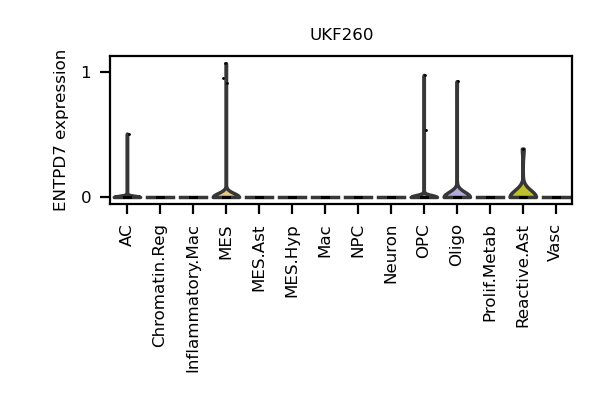 UKF260
ENTPD7 expression
1
0
AC
Chromatin.Reg
Inflammatory.Mac
MES
MES.Ast
MES.Hyp
Mac
NPC
Neuron
OPC
Oligo
Prolif.Metab
Reactive.Ast
Vasc